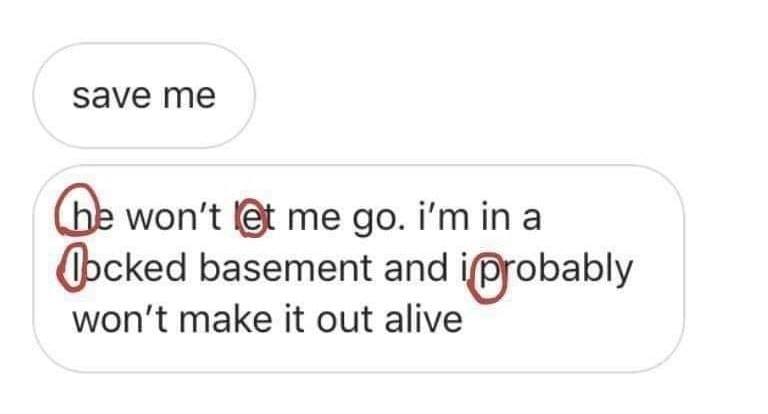 save me
he won't let me go. i'm in a
locked basement and i probably
won't make it out alive